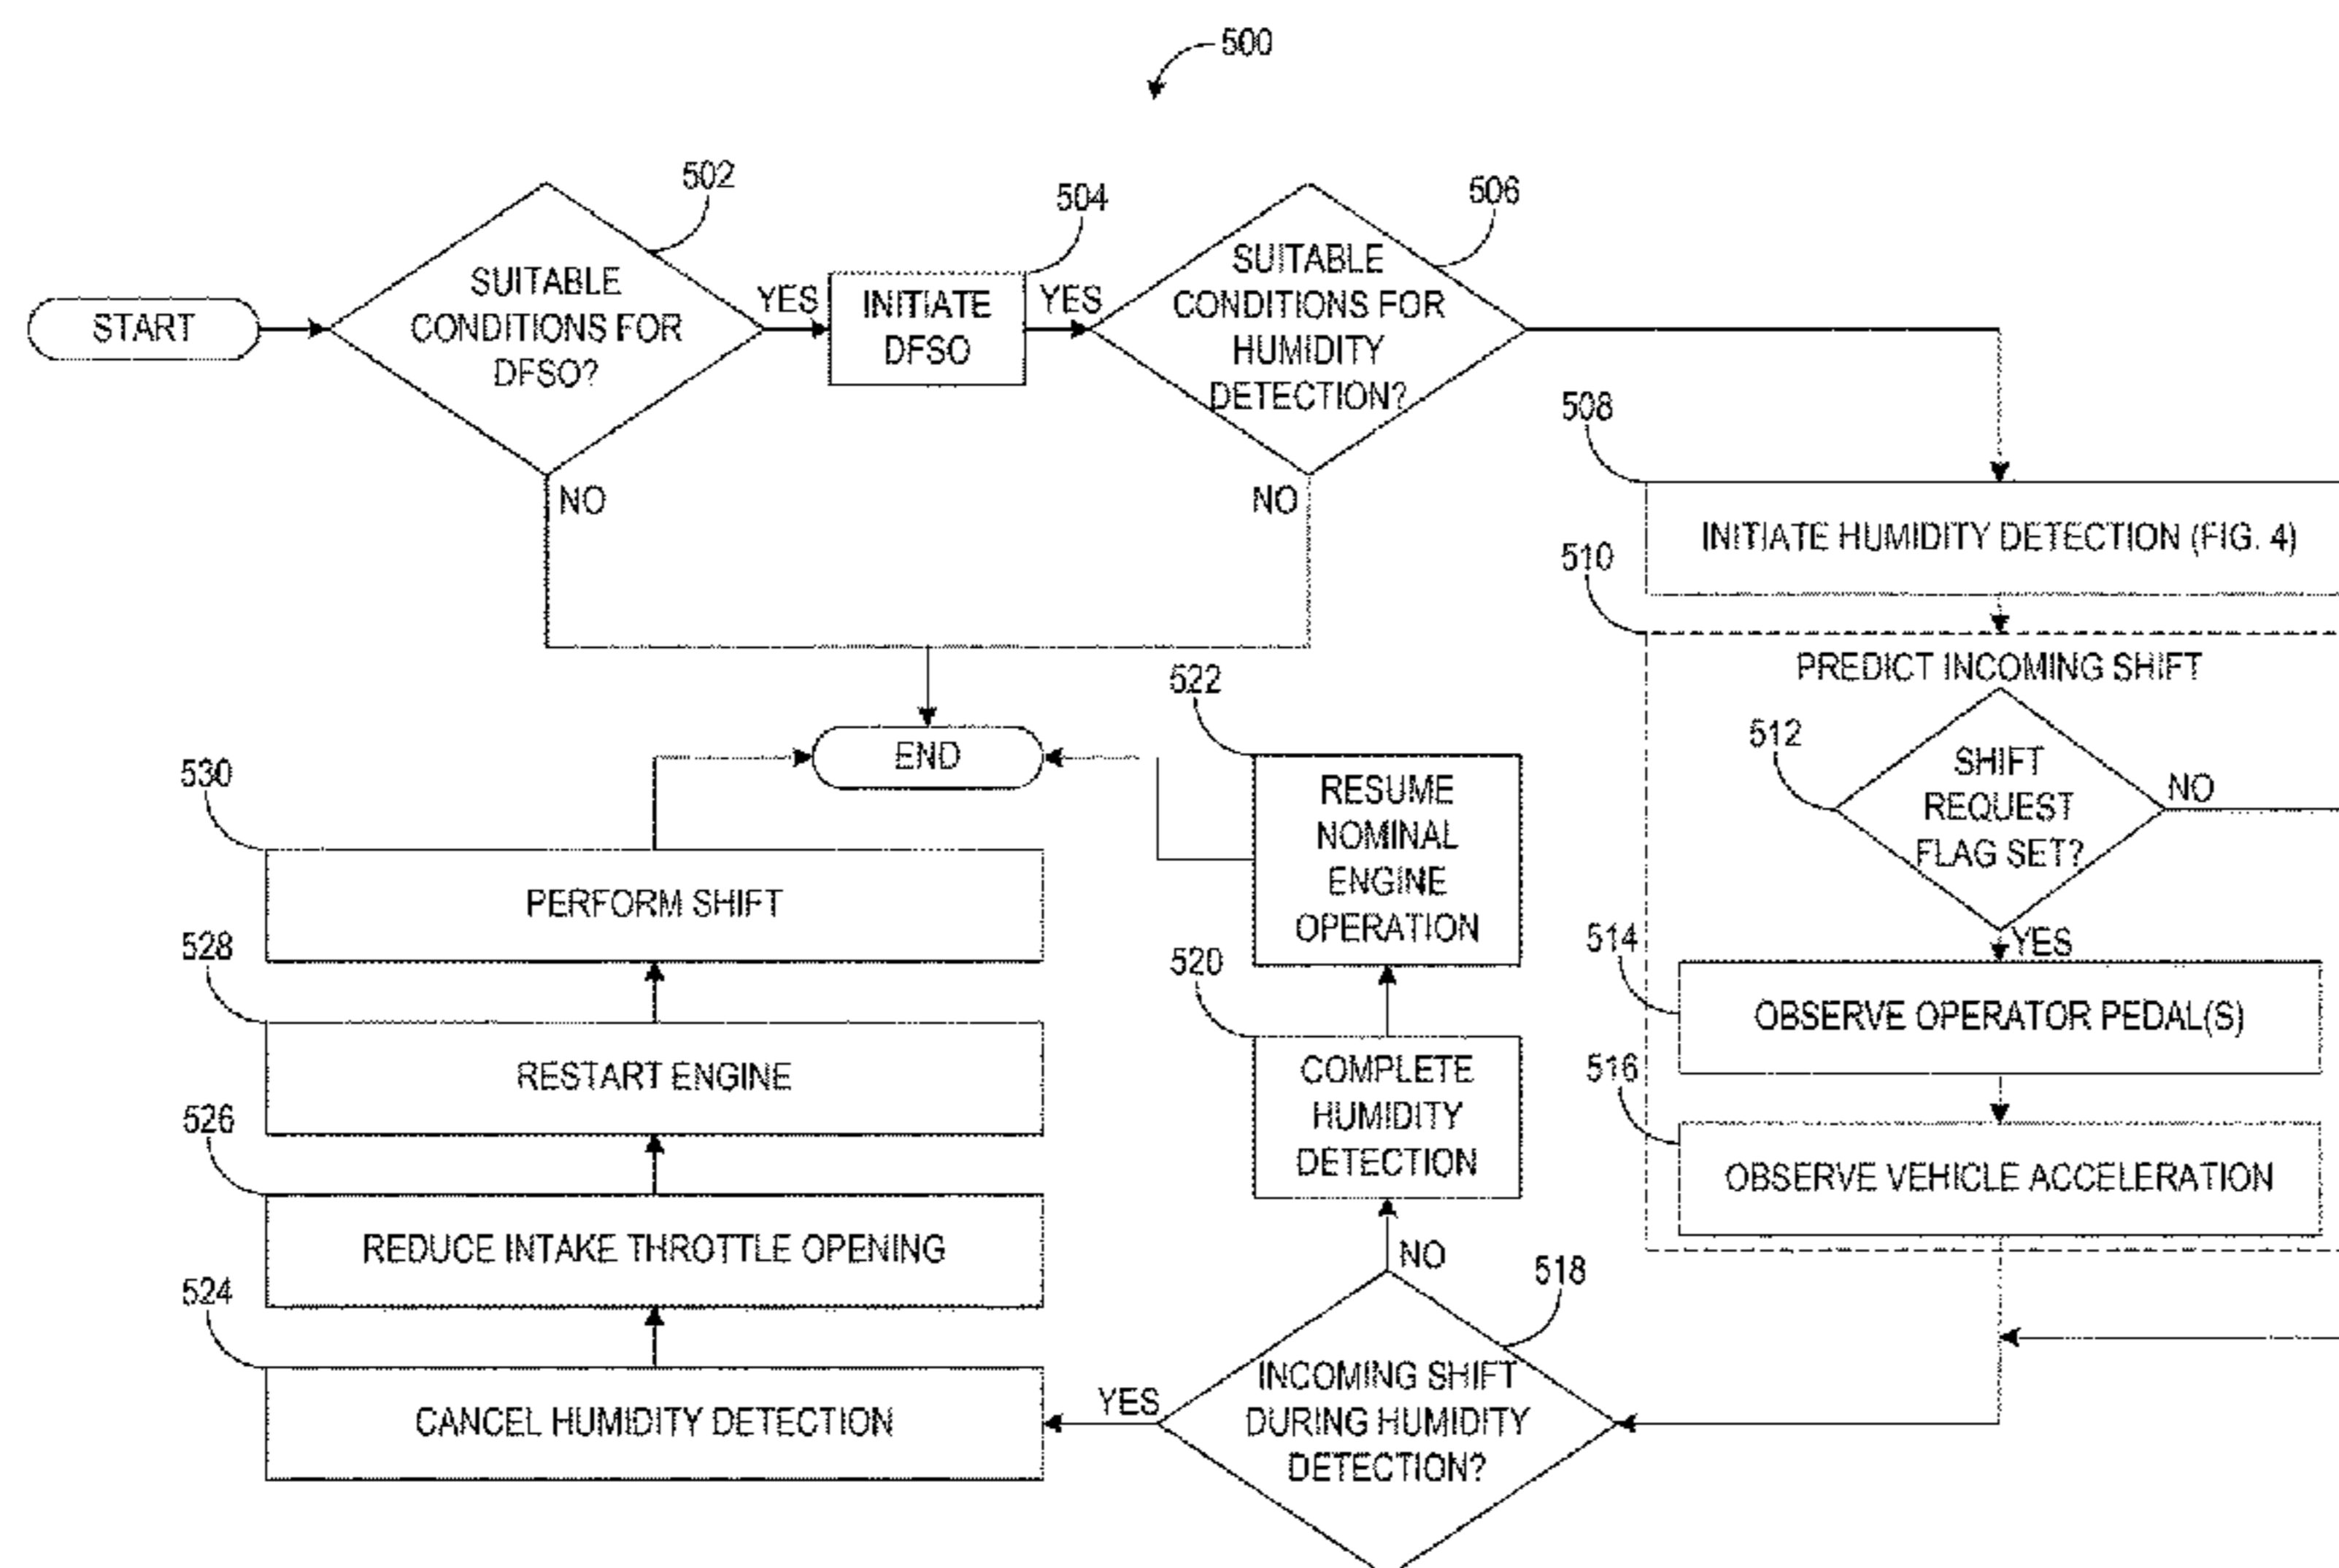 500
502
504
506
START
SUITABLE
CONDITIONS FOR
DFSO?
YES
INITIATE
DFSO
YES
SUITABLE
CONDITIONS FOR
HUMIDITY
DETECTION?
NO
NO
508
INITIATE HUMIDITY DETECTION (FIG. 4)
510
PREDICT INCOMING SHIFT
512
SHIFT
REQUEST
FLAG SET?
NO
YES
514
OBSERVE OPERATOR PEDAL(S)
516
OBSERVE VEHICLE ACCELERATION
518
INCOMING SHIFT
DURING HUMIDITY
DETECTION?
NO
YES
520
COMPLETE
HUMIDITY
DETECTION
522
RESUME
NOMINAL
ENGINE
OPERATION
END
530
PERFORM SHIFT
528
RESTART ENGINE
526
REDUCE INTAKE THROTTLE OPENING
524
CANCEL HUMIDITY DETECTION